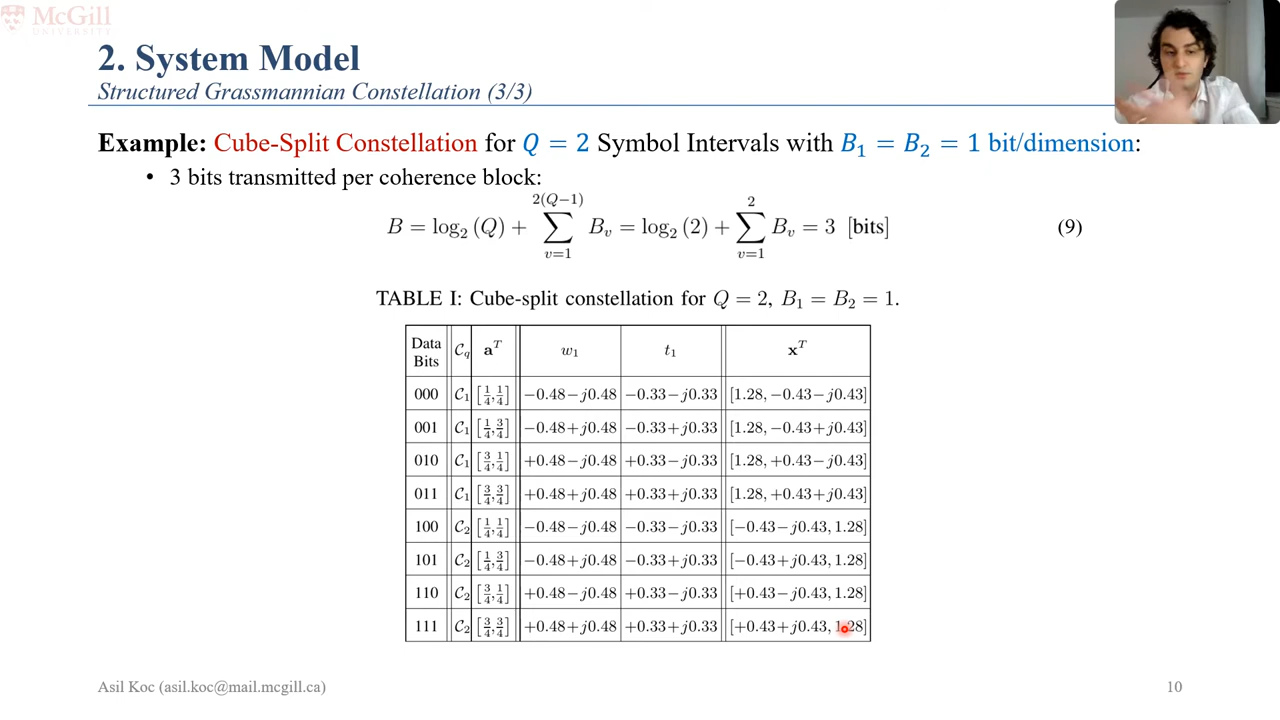 McGill
UNIVERSITY
2. System Model
Structured Grassmannian Constellation (3/3)
Example: Cube-Split Constellation for Q = 2 Symbol Intervals with B₁ = B₂ = 1 bit/dimension:
• 3 bits transmitted per coherence block:
B = log₂ (Q) + ∑_{v=1}^{2(Q−1)} Bᵥ = log₂ (2) + ∑_{v=1}^{2} Bᵥ = 3 [bits] (9)
TABLE I: Cube-split constellation for Q = 2, B₁ = B₂ = 1.
Data Bits | 𝒞_q | aᵀ | w₁ | t₁ | xᵀ
000 | 𝒞₁ | [1/4, 1/4] | −0.48−j0.48 | −0.33−j0.33 | [1.28, −0.43−j0.43]
001 | 𝒞₁ | [1/4, 3/4] | −0.48+j0.48 | −0.33+j0.33 | [1.28, −0.43+j0.43]
010 | 𝒞₁ | [3/4, 1/4] | +0.48−j0.48 | +0.33−j0.33 | [1.28, +0.43−j0.43]
011 | 𝒞₁ | [3/4, 3/4] | +0.48+j0.48 | +0.33+j0.33 | [1.28, +0.43+j0.43]
100 | 𝒞₂ | [1/4, 1/4] | −0.48−j0.48 | −0.33−j0.33 | [−0.43−j0.43, 1.28]
101 | 𝒞₂ | [1/4, 3/4] | −0.48+j0.48 | −0.33+j0.33 | [−0.43+j0.43, 1.28]
110 | 𝒞₂ | [3/4, 1/4] | +0.48−j0.48 | +0.33−j0.33 | [+0.43−j0.43, 1.28]
111 | 𝒞₂ | [3/4, 3/4] | +0.48+j0.48 | +0.33+j0.33 | [+0.43+j0.43, 1.28]
Asil Koc (asil.koc@mail.mcgill.ca) 10